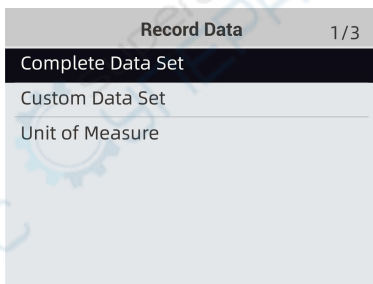 Record Data 1/3
Complete Data Set
Custom Data Set
Unit of Measure